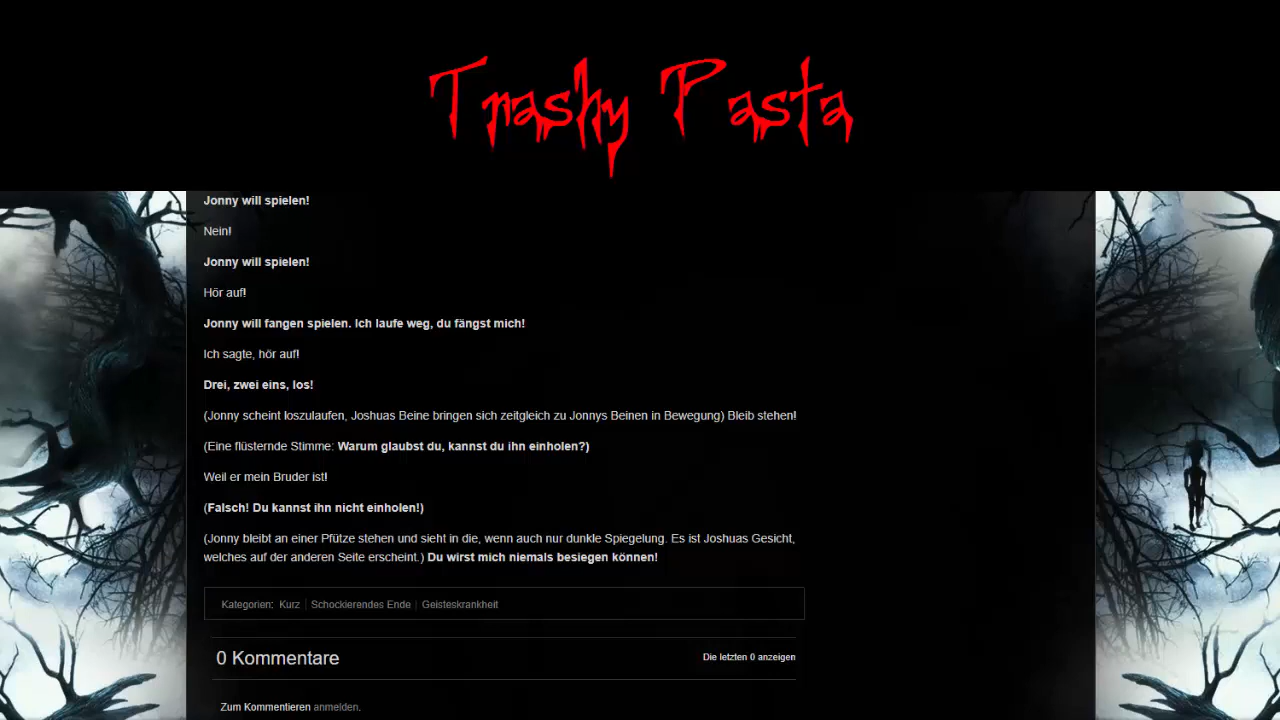 Trashy Pasta
Jonny will spielen!
Nein!
Jonny will spielen!
Hör auf!
Jonny will fangen spielen. Ich laufe weg, du fängst mich!
Ich sagte, hör auf!
Drei, zwei eins, los!
(Jonny scheint loszulaufen, Joshuas Beine bringen sich zeitgleich zu Jonnys Beinen in Bewegung) Bleib stehen!
(Eine flüsternde Stimme: Warum glaubst du, kannst du ihn einholen?)
Weil er mein Bruder ist!
(Falsch! Du kannst ihn nicht einholen!)
(Jonny bleibt an einer Pfütze stehen und sieht in die, wenn auch nur dunkle Spiegelung. Es ist Joshuas Gesicht,
welches auf der anderen Seite erscheint.) Du wirst mich niemals besiegen können!
Kategorien: Kurz | Schockierendes Ende | Geisteskrankheit
0 Kommentare Die letzten 0 anzeigen
Zum Kommentieren anmelden.